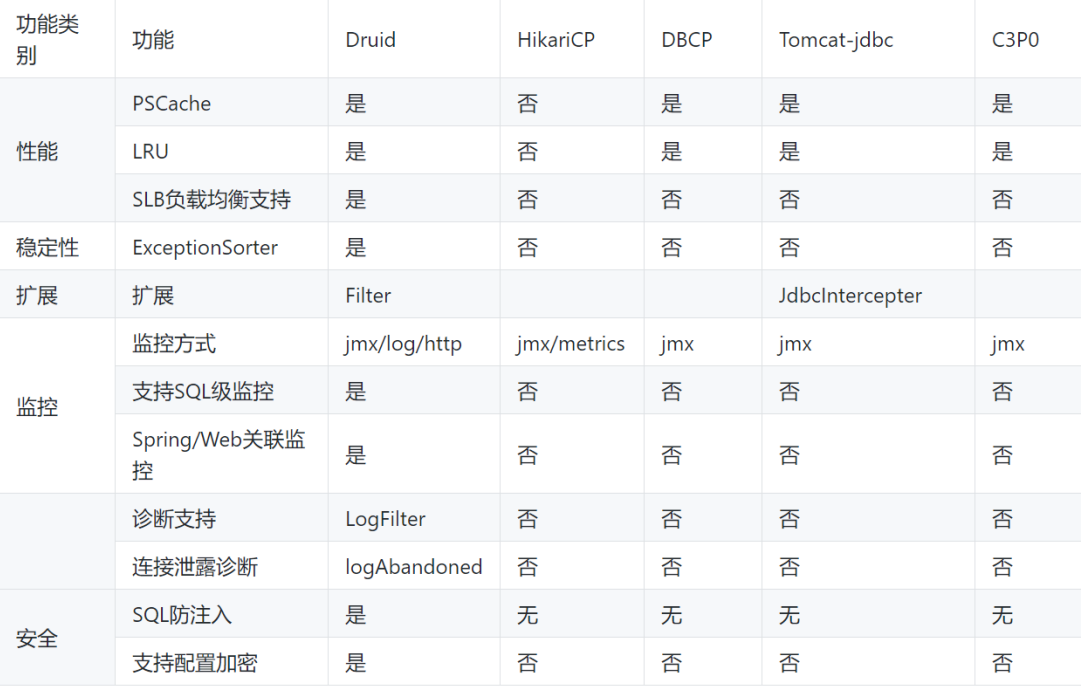 功能类
别
功能
Druid
HikariCP
DBCP
Tomcat-jdbc
C3P0
性能
PSCache
是
否
是
是
是
LRU
是
否
是
是
是
SLB负载均衡支持
是
否
否
否
否
稳定性
ExceptionSorter
是
否
否
否
否
扩展
扩展
Filter
JdbcIntercepter
监控
监控方式
jmx/log/http
jmx/metrics
jmx
jmx
jmx
支持SQL级监控
是
否
否
否
否
Spring/Web关联监
控
是
否
否
否
否
诊断支持
LogFilter
否
否
否
否
连接泄露诊断
logAbandoned
否
否
否
否
安全
SQL防注入
是
无
无
无
无
支持配置加密
是
否
否
否
否